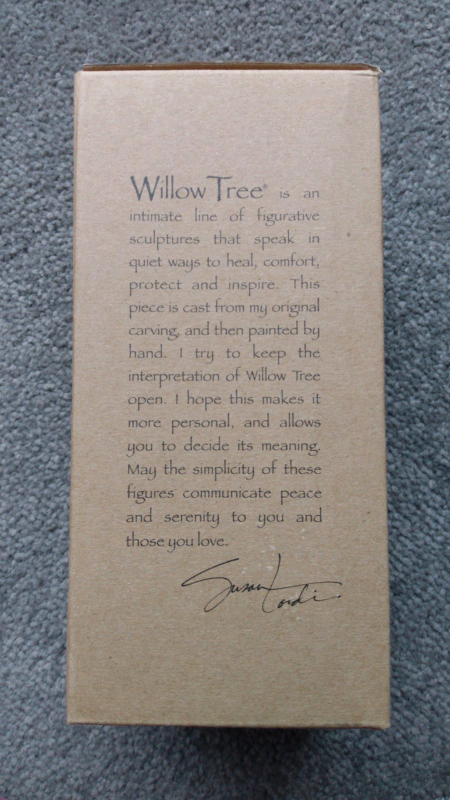 Willow Tree® is an
intimate line of figurative
sculptures that speak in
quiet ways to heal, comfort,
protect and inspire. This
piece is cast from my original
carving, and then painted by
hand. I try to keep the
interpretation of Willow Tree
open. I hope this makes it
more personal, and allows
you to decide its meaning.
May the simplicity of these
figures communicate peace
and serenity to you and
those you love.
Susan Lordi